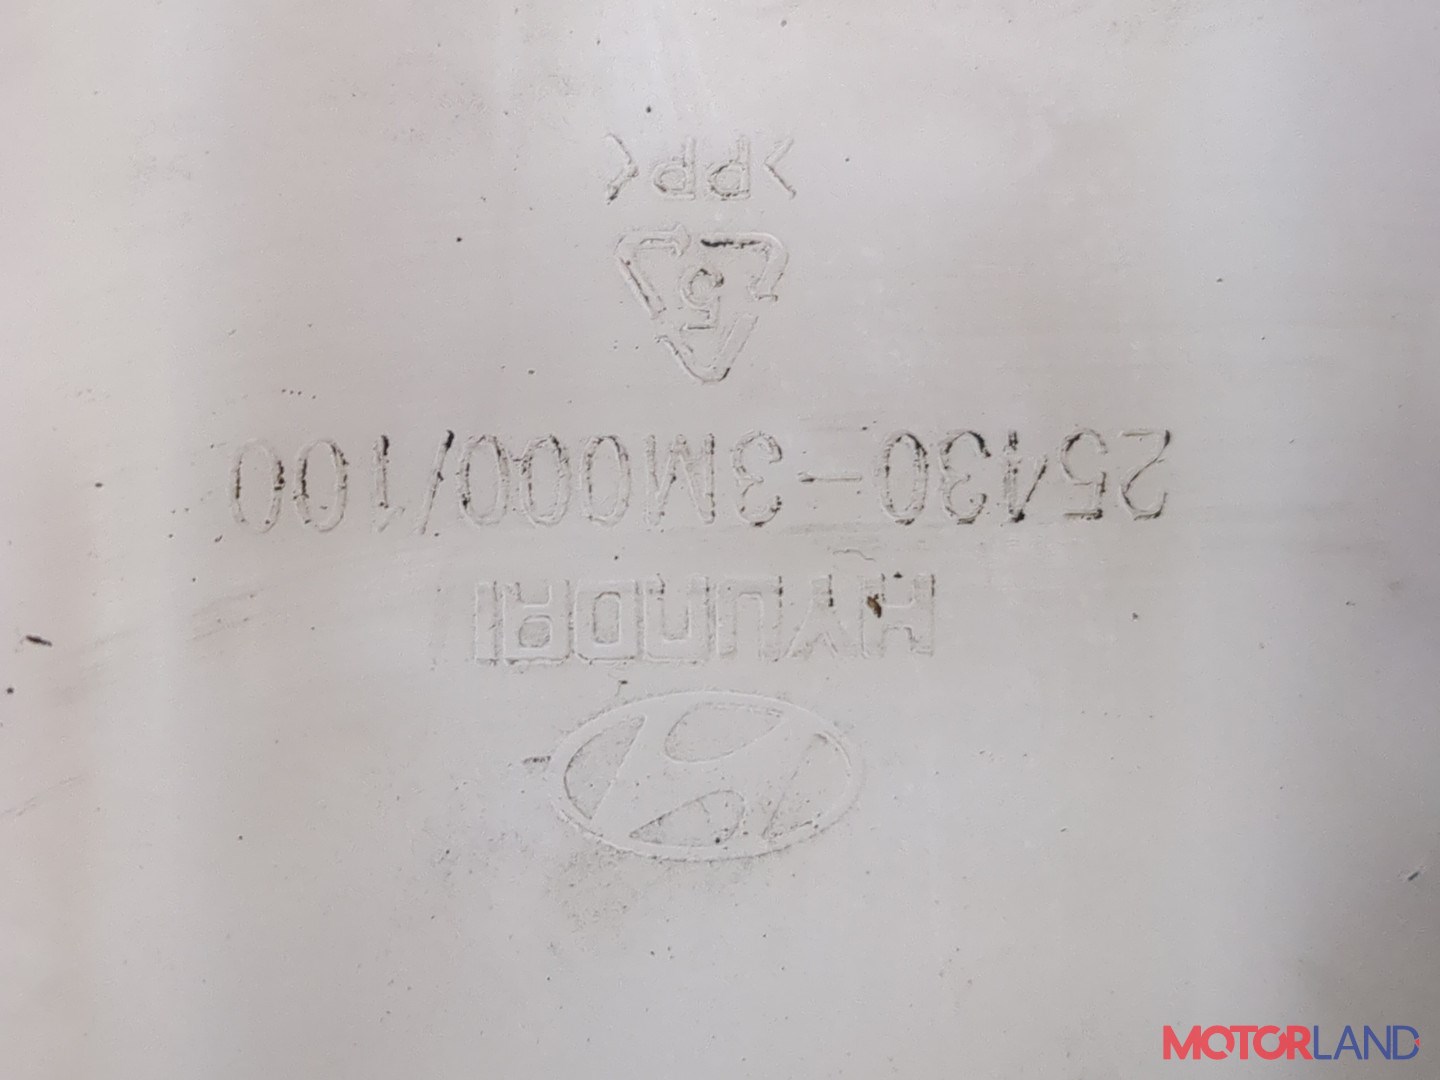 HYUNDAI
25430-3M000/100
5
>PP<
MOTORLAND